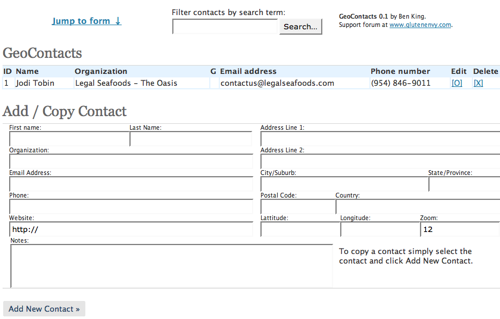 Jump to form ↓
Filter contacts by search term:
Search...
GeoContacts 0.1 by Ben King.
Support forum at www.glutenenvy.com.
GeoContacts
ID Name Organization G Email address Phone number Edit Delete
1 Jodi Tobin Legal Seafoods - The Oasis contactus@legalseafoods.com (954) 846-9011 [O] [X]
Add / Copy Contact
First name: Last Name: Address Line 1:
Organization: Address Line 2:
Email Address: City/Suburb: State/Province:
Phone: Postal Code: Country:
Website: Lattitude: Longitude: Zoom:
http:// 12
Notes:
To copy a contact simply select the
contact and click Add New Contact.
Add New Contact »